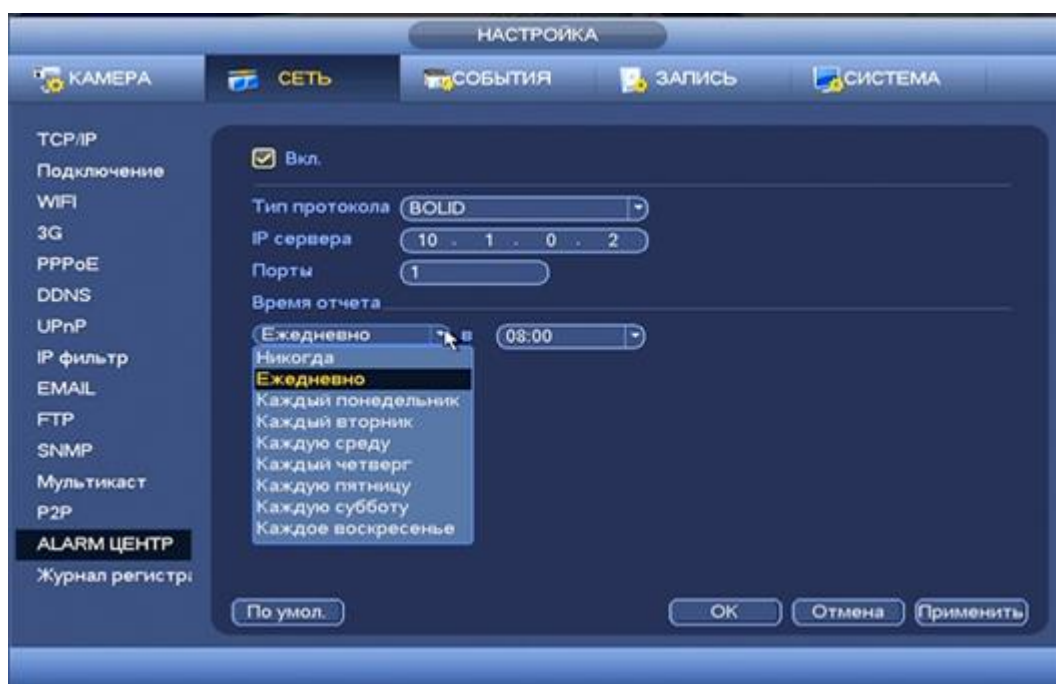 НАСТРОЙКА
КАМЕРА
СЕТЬ
СОБЫТИЯ
ЗАПИСЬ
СИСТЕМА
TCP/IP
Подключение
WIFI
3G
PPPoE
DDNS
UPnP
IP фильтр
EMAIL
FTP
SNMP
Мультикаст
P2P
ALARM ЦЕНТР
Журнал регистра
Вкл.
Тип протокола BOLID
IP сервера 10 . 1 . 0 . 2
Порты 1
Время отчета
Ежедневно в 08:00
Никогда
Ежедневно
Каждый понедельник
Каждый вторник
Каждую среду
Каждый четверг
Каждую пятницу
Каждую субботу
Каждое воскресенье
По умол. OK Отмена Применить